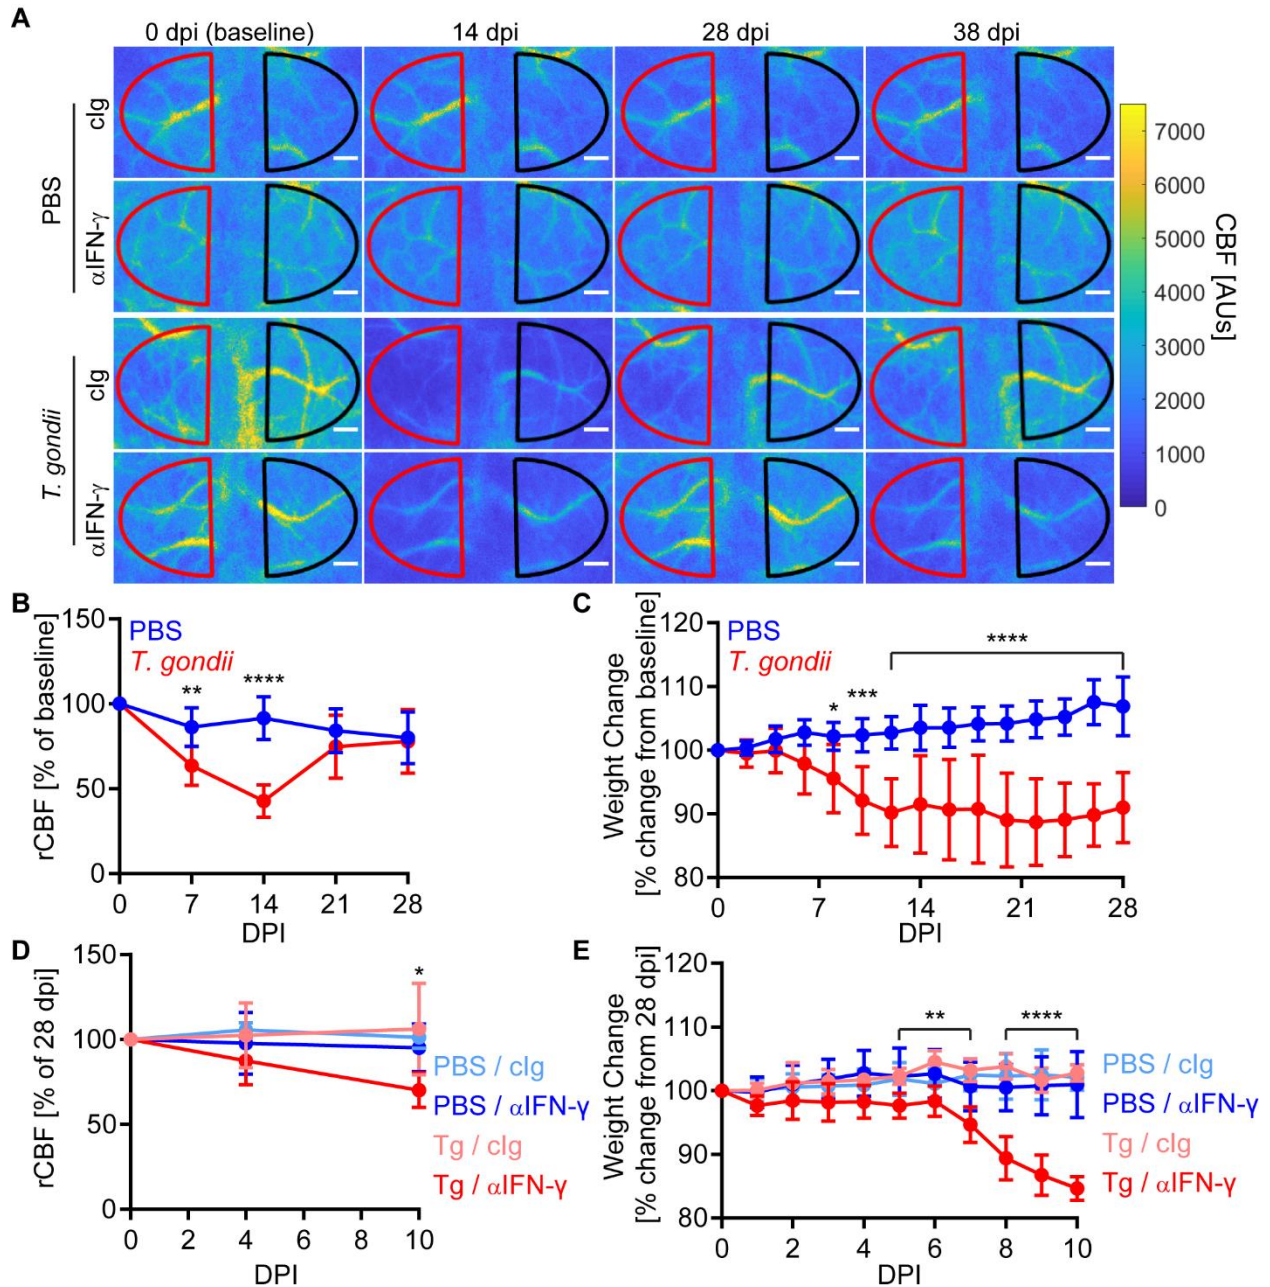 A
0 dpi (baseline) 14 dpi 28 dpi 38 dpi
PBS
cIg
αIFN-γ
T. gondii
cIg
αIFN-γ
7000
6000
5000
4000
3000
2000
1000
0
CBF [AUs]
B
rCBF [% of baseline]
150
100
50
0
PBS
T. gondii
**
****
0 7 14 21 28
DPI
C
Weight Change
[% change from baseline]
120
110
100
90
80
PBS
T. gondii
*
***
****
0 7 14 21 28
DPI
D
rCBF [% of 28 dpi]
150
100
50
0
*
PBS / cIg
PBS / αIFN-γ
Tg / cIg
Tg / αIFN-γ
0 2 4 6 8 10
DPI
E
Weight Change
[% change from 28 dpi]
120
110
100
90
80
**
****
PBS / cIg
PBS / αIFN-γ
Tg / cIg
Tg / αIFN-γ
0 2 4 6 8 10
DPI